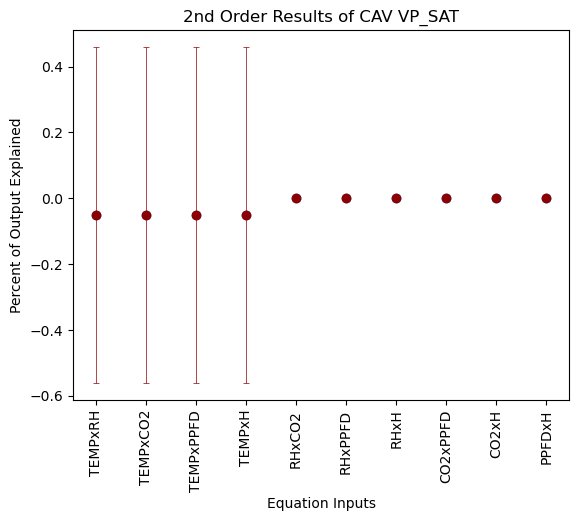 2nd Order Results of CAV VP_SAT
Percent of Output Explained
0.4
0.2
0.0
−0.2
−0.4
−0.6
TEMPxRH
TEMPxCO2
TEMPxPPFD
TEMPxH
RHxCO2
RHxPPFD
RHxH
CO2xPPFD
CO2xH
PPFDxH
Equation Inputs